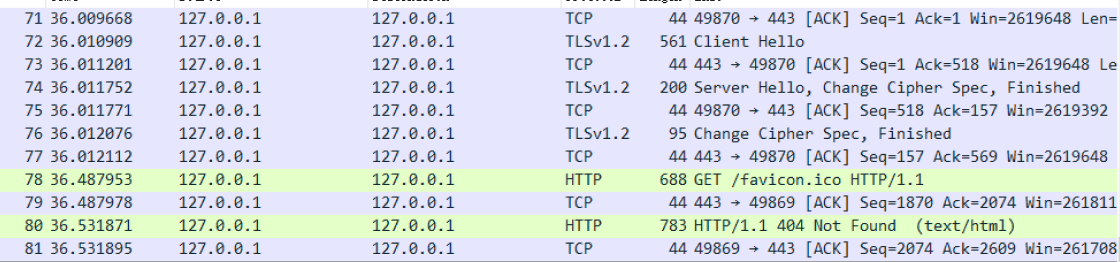 71 36.009668 127.0.0.1 127.0.0.1 TCP 44 49870 → 443 [ACK] Seq=1 Ack=1 Win=2619648 Len=
72 36.010909 127.0.0.1 127.0.0.1 TLSv1.2 561 Client Hello
73 36.011201 127.0.0.1 127.0.0.1 TCP 44 443 → 49870 [ACK] Seq=1 Ack=518 Win=2619648 Le
74 36.011752 127.0.0.1 127.0.0.1 TLSv1.2 200 Server Hello, Change Cipher Spec, Finished
75 36.011771 127.0.0.1 127.0.0.1 TCP 44 49870 → 443 [ACK] Seq=518 Ack=157 Win=2619392
76 36.012076 127.0.0.1 127.0.0.1 TLSv1.2 95 Change Cipher Spec, Finished
77 36.012112 127.0.0.1 127.0.0.1 TCP 44 443 → 49870 [ACK] Seq=157 Ack=569 Win=2619648
78 36.487953 127.0.0.1 127.0.0.1 HTTP 688 GET /favicon.ico HTTP/1.1
79 36.487971 127.0.0.1 127.0.0.1 TCP 44 443 → 49869 [ACK] Seq=1870 Ack=2074 Win=261811
80 36.531871 127.0.0.1 127.0.0.1 HTTP 783 HTTP/1.1 404 Not Found (text/html)
81 36.531895 127.0.0.1 127.0.0.1 TCP 44 49869 → 443 [ACK] Seq=2074 Ack=2609 Win=261708